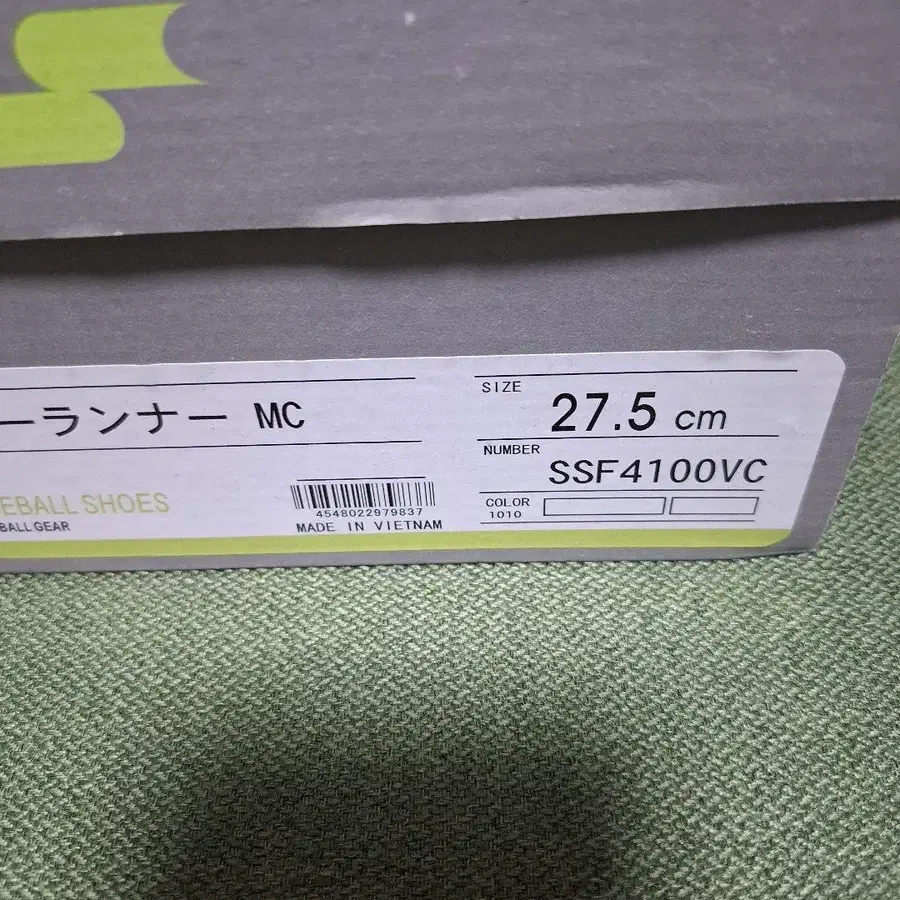 ーランナー MC
EBALL SHOES
BALL GEAR
4548022979837
MADE IN VIETNAM
SIZE
27.5 cm
NUMBER
SSF4100VC
COLOR
1010